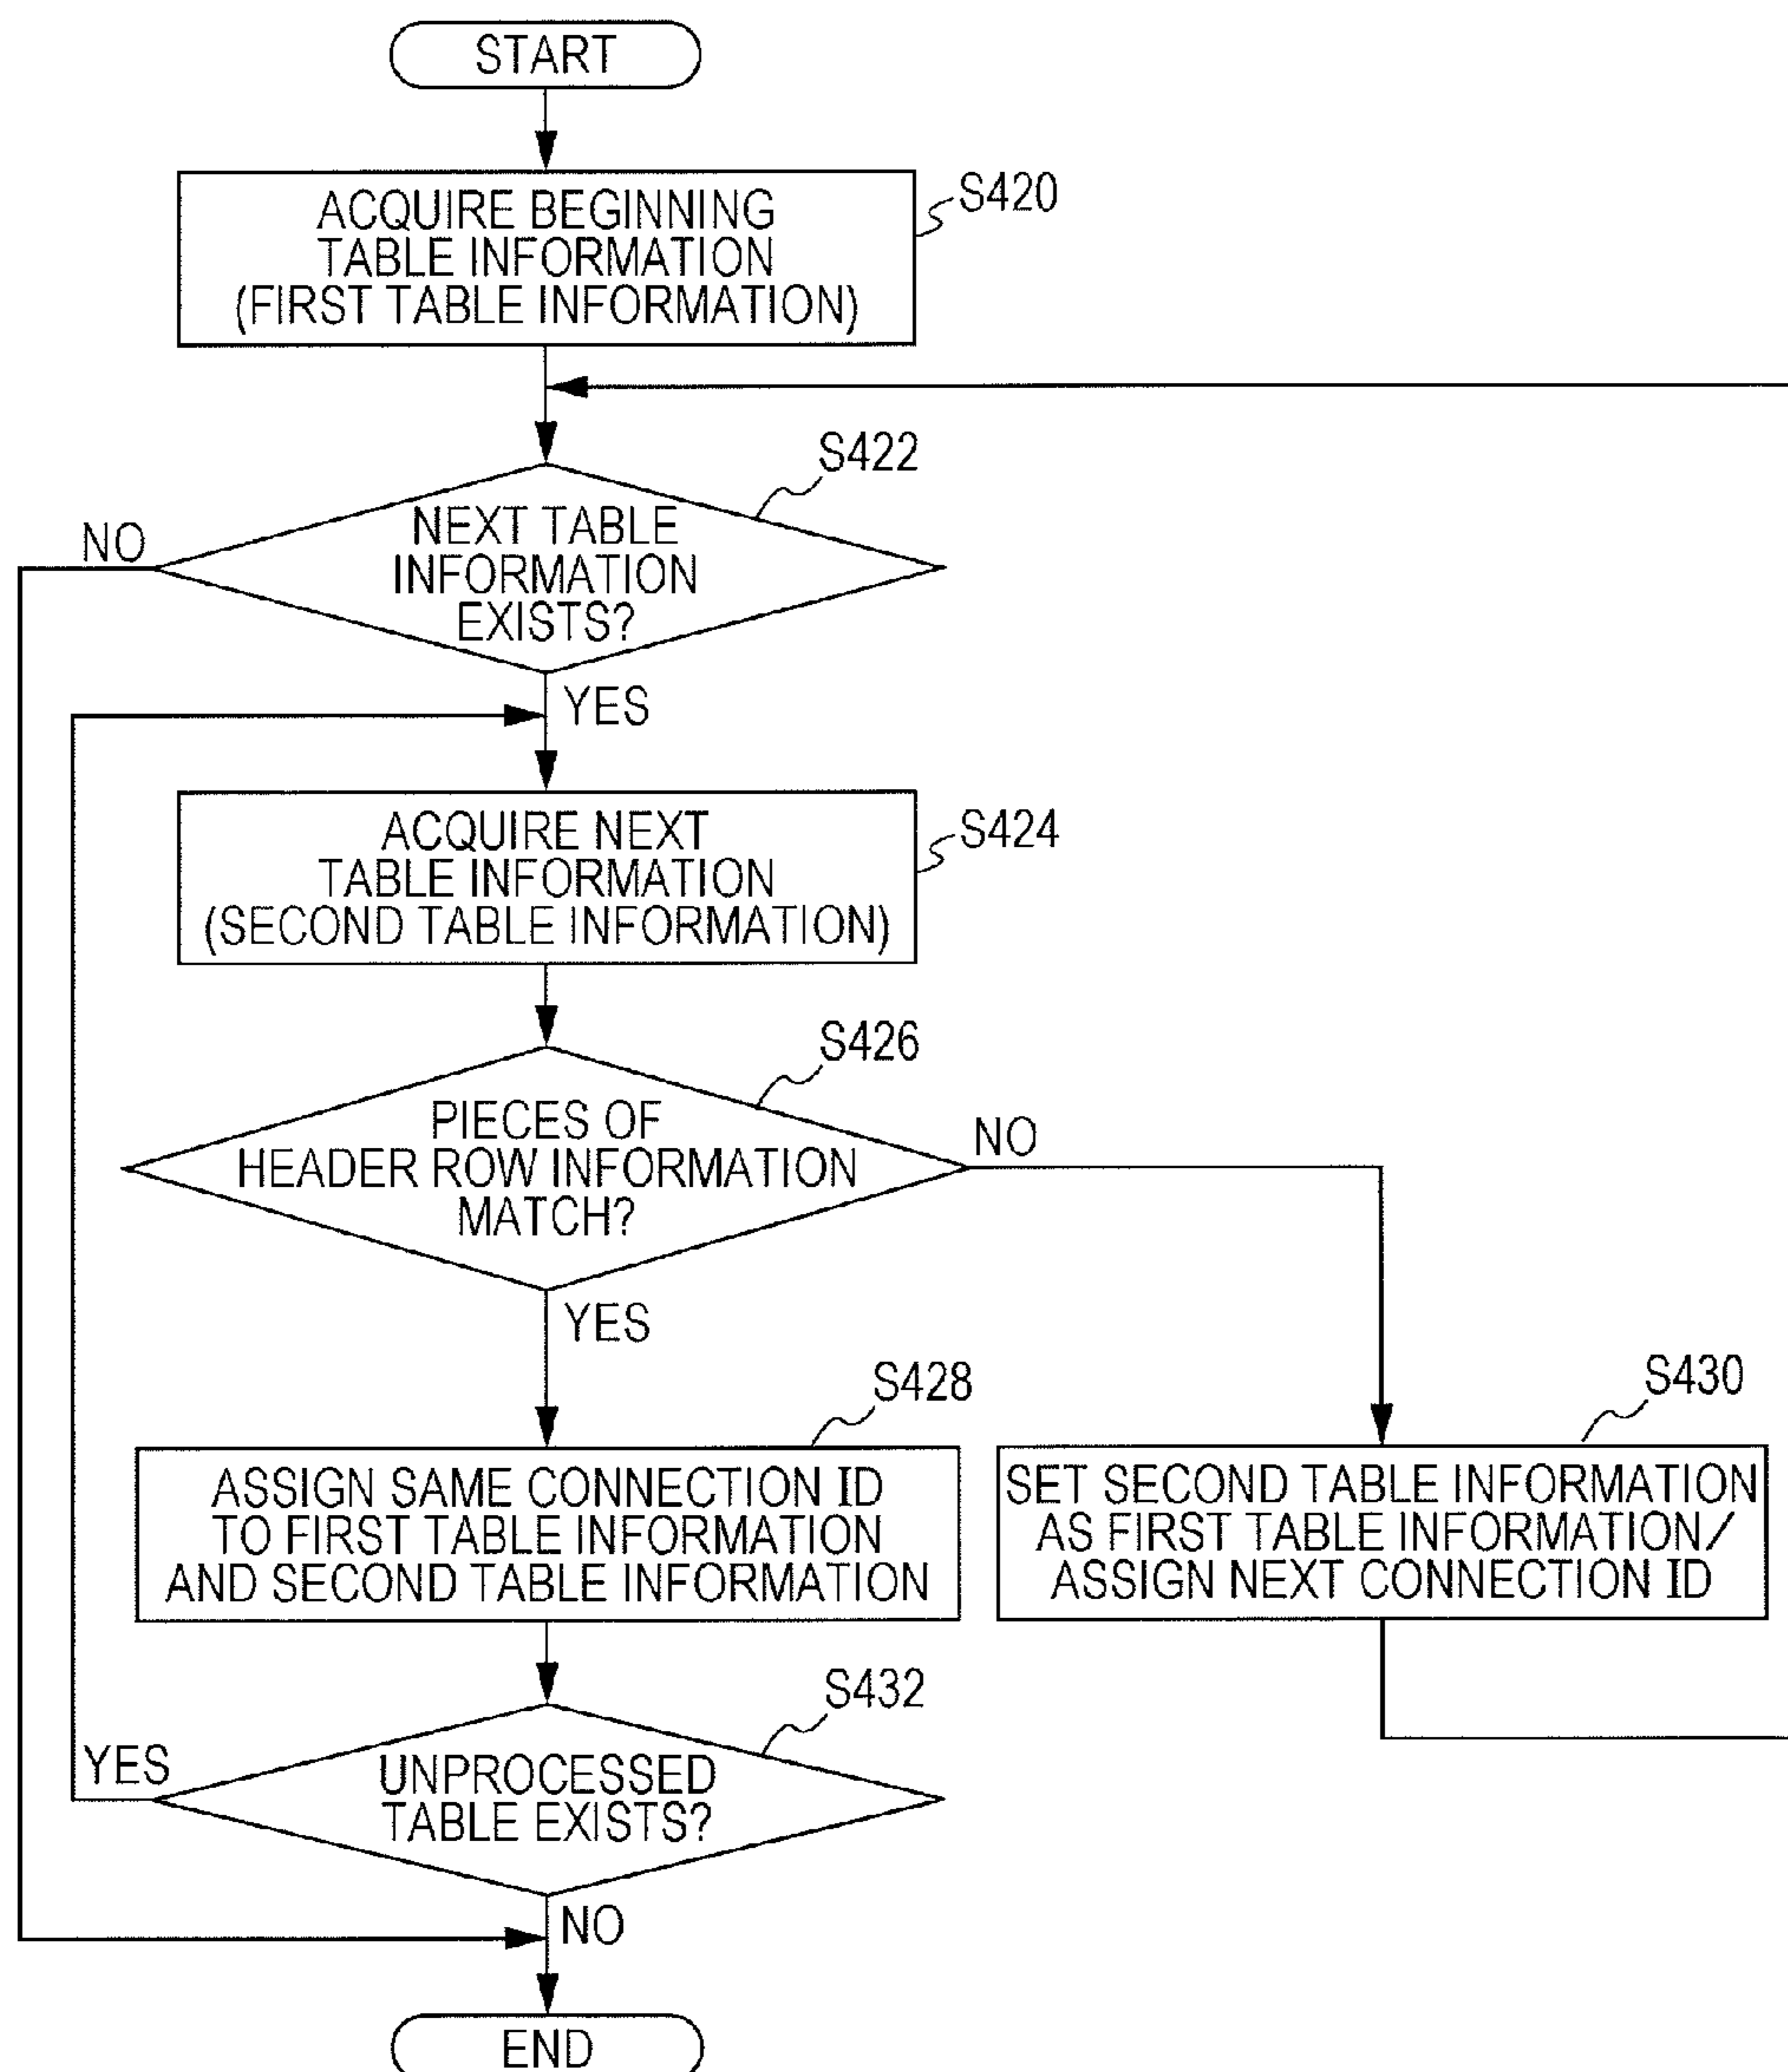 START
ACQUIRE BEGINNING
TABLE INFORMATION
(FIRST TABLE INFORMATION)
S420
S422
NEXT TABLE
INFORMATION
EXISTS?
NO
YES
ACQUIRE NEXT
TABLE INFORMATION
(SECOND TABLE INFORMATION)
S424
S426
PIECES OF
HEADER ROW INFORMATION
MATCH?
NO
YES
S428
ASSIGN SAME CONNECTION ID
TO FIRST TABLE INFORMATION
AND SECOND TABLE INFORMATION
S430
SET SECOND TABLE INFORMATION
AS FIRST TABLE INFORMATION/
ASSIGN NEXT CONNECTION ID
S432
UNPROCESSED
TABLE EXISTS?
YES
NO
END